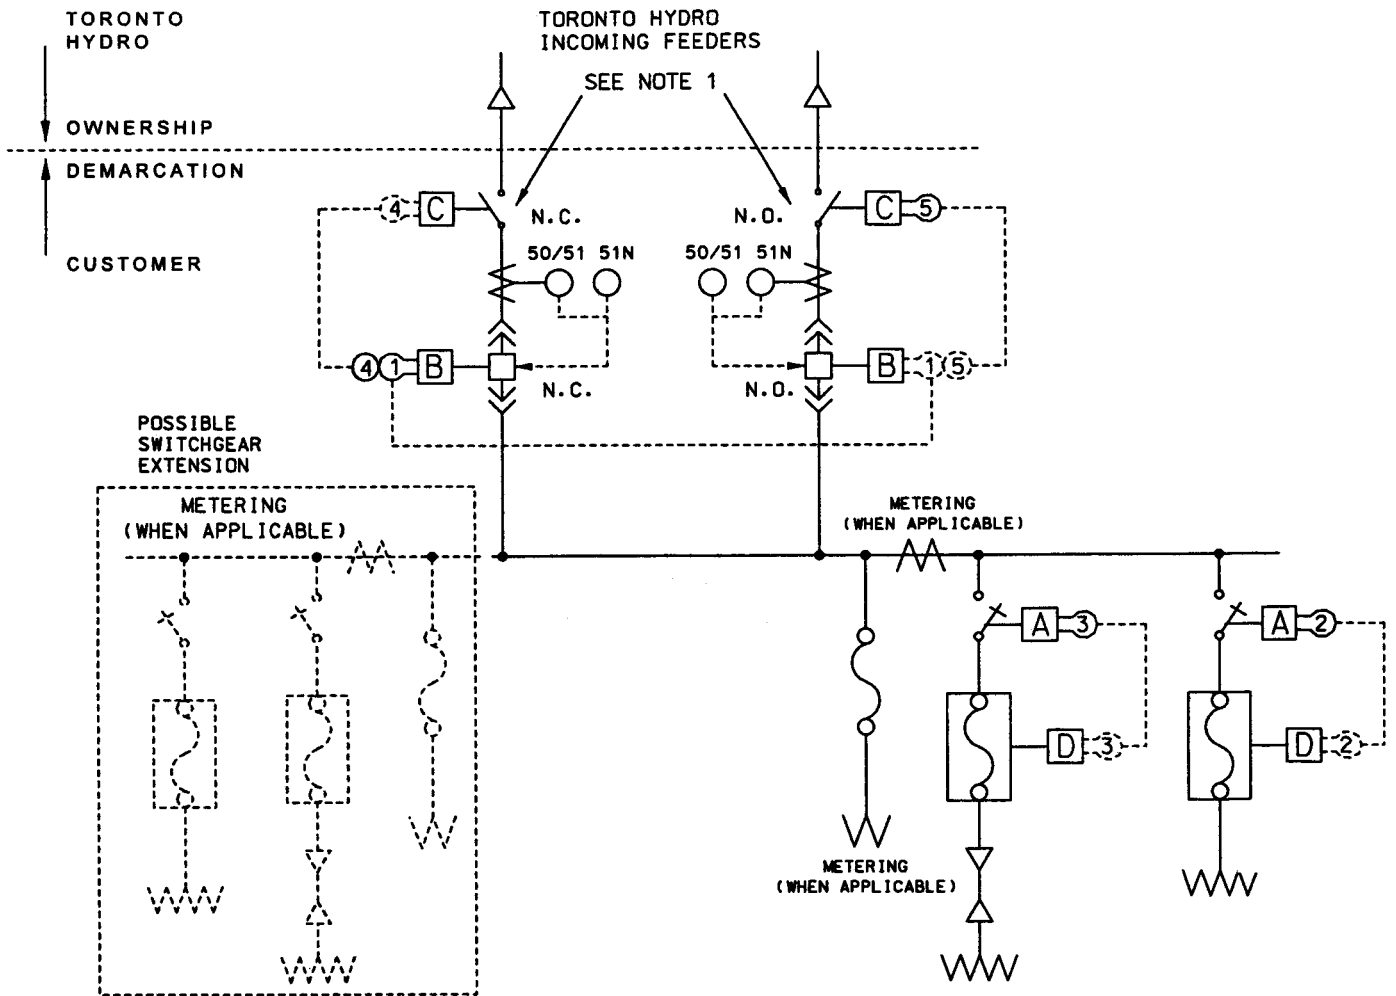 TORONTO
HYDRO
TORONTO HYDRO
INCOMING FEEDERS
SEE NOTE 1
OWNERSHIP
DEMARCATION
CUSTOMER
4
C
N.C.
N.O.
C
5
50/51 51N
50/51 51N
4
1
B
N.C.
N.O.
B
1
5
POSSIBLE
SWITCHGEAR
EXTENSION
METERING
(WHEN APPLICABLE)
METERING
(WHEN APPLICABLE)
A
3
A
2
D
3
D
2
METERING
(WHEN APPLICABLE)